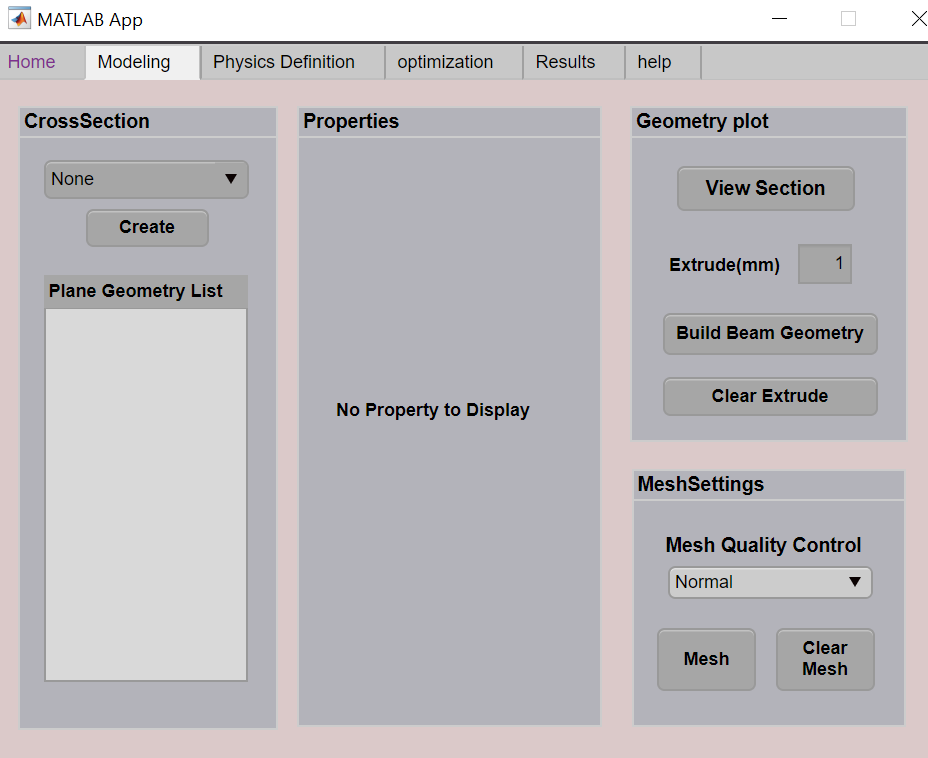 MATLAB App
Home Modeling Physics Definition optimization Results help
CrossSection
None
Create
Plane Geometry List
Properties
No Property to Display
Geometry plot
View Section
Extrude(mm) 1
Build Beam Geometry
Clear Extrude
MeshSettings
Mesh Quality Control
Normal
Mesh
Clear
Mesh